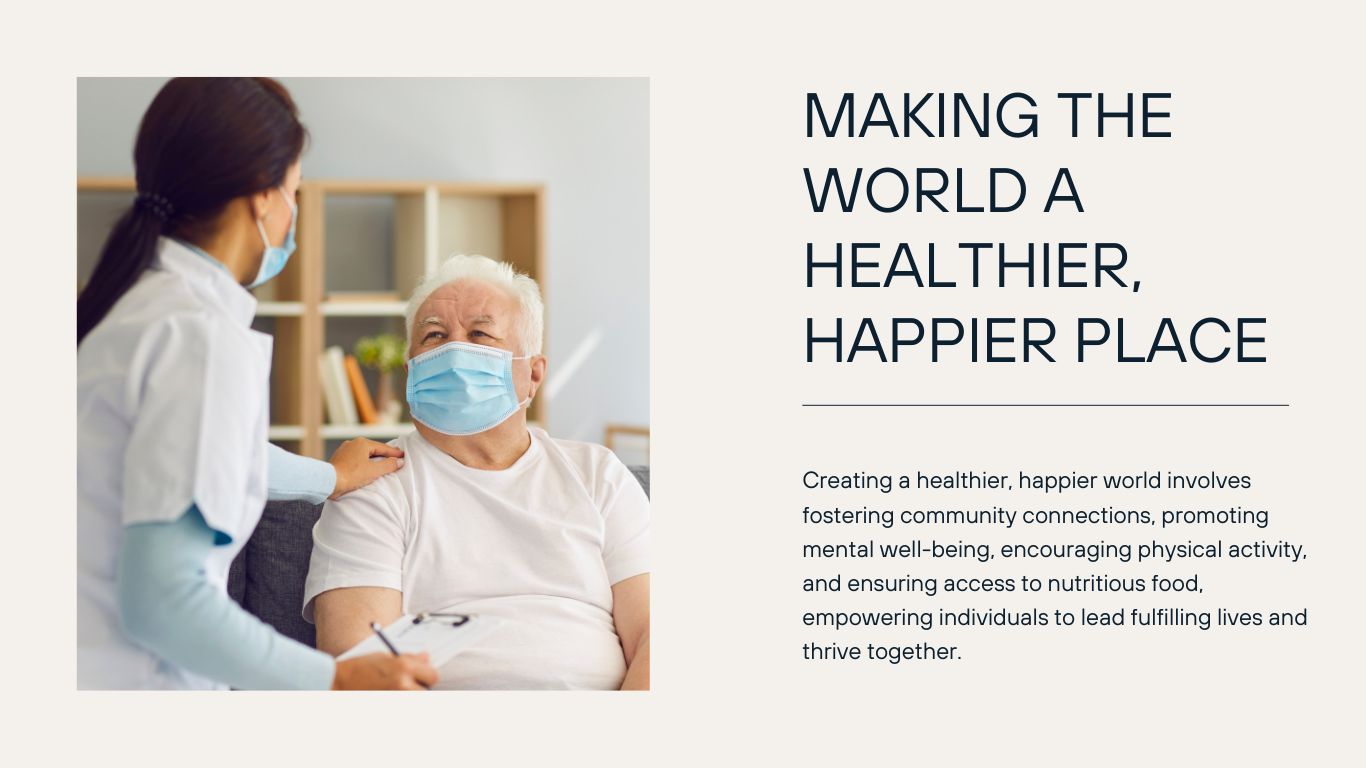 MAKING THE
WORLD A
HEALTHIER,
HAPPIER PLACE
Creating a healthier, happier world involves
fostering community connections, promoting
mental well-being, encouraging physical activity,
and ensuring access to nutritious food,
empowering individuals to lead fulfilling lives and
thrive together.